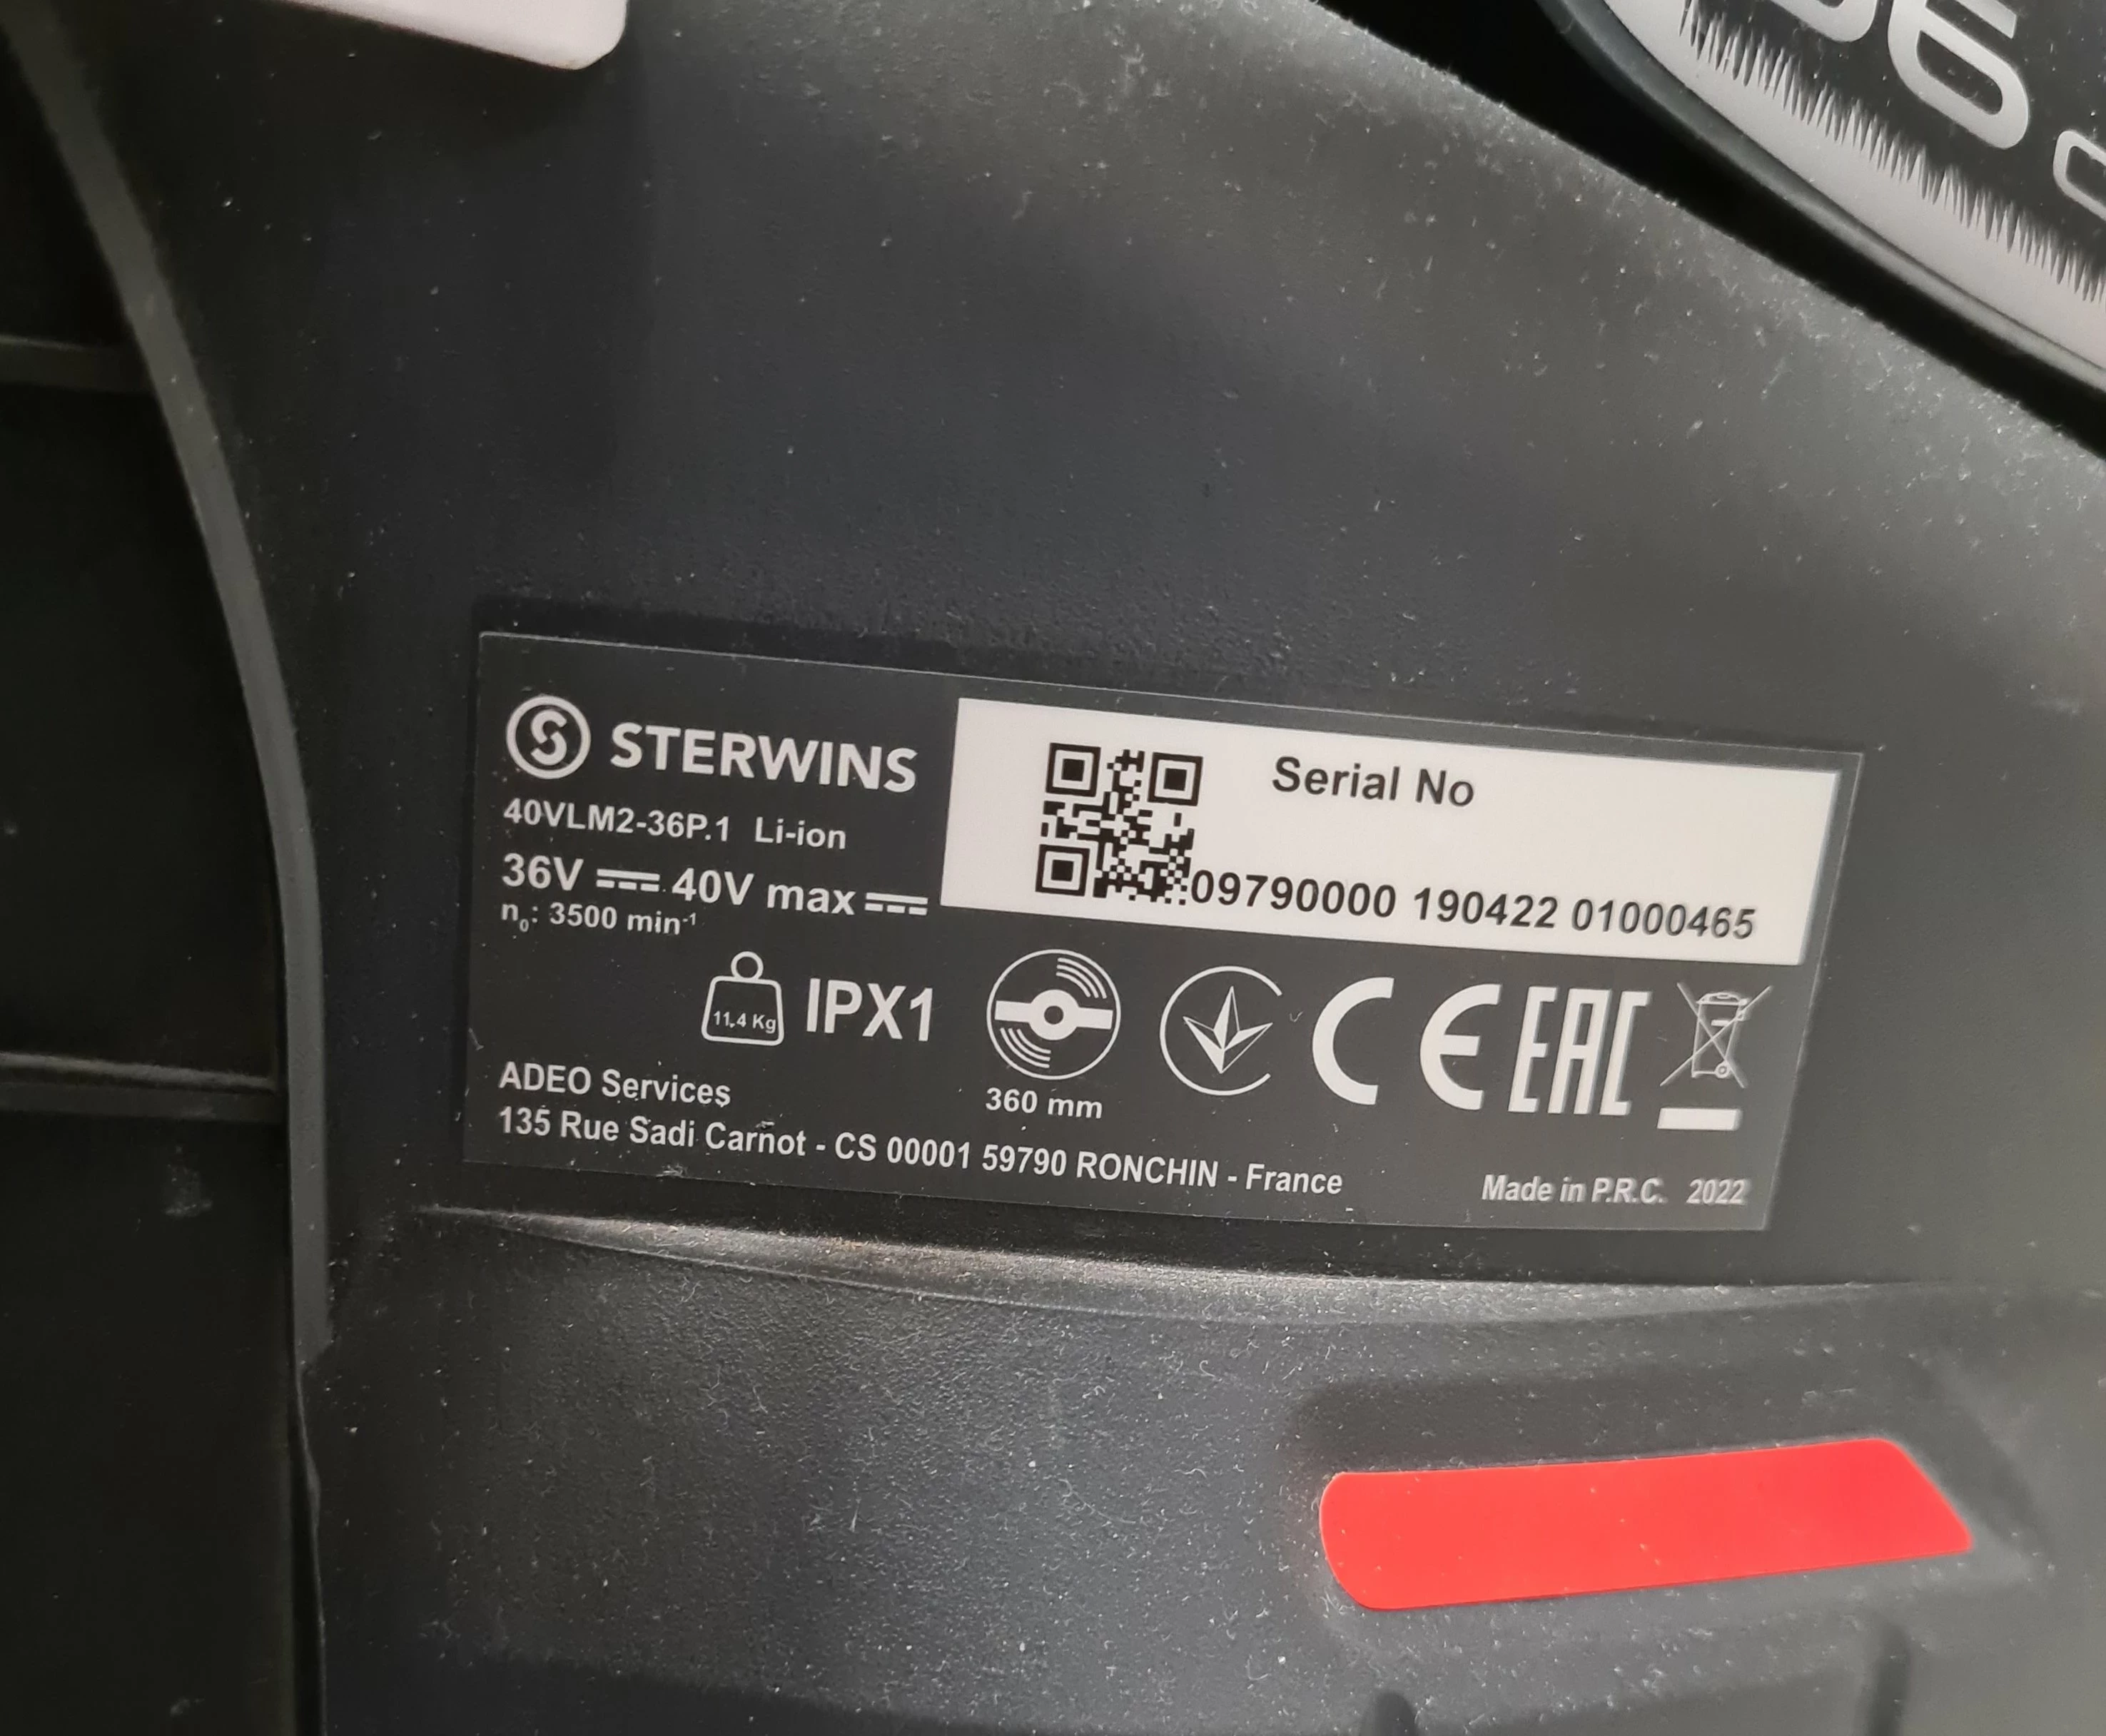 36
STERWINS
40VLM2-36P.1 Li-ion
36V 40V max
n₀: 3500 min⁻¹
Serial No
09790000 190422 01000465
11.4 Kg
IPX1
360 mm
CE
EAC
ADEO Services
135 Rue Sadi Carnot - CS 00001 59790 RONCHIN - France
Made in P.R.C. 2022